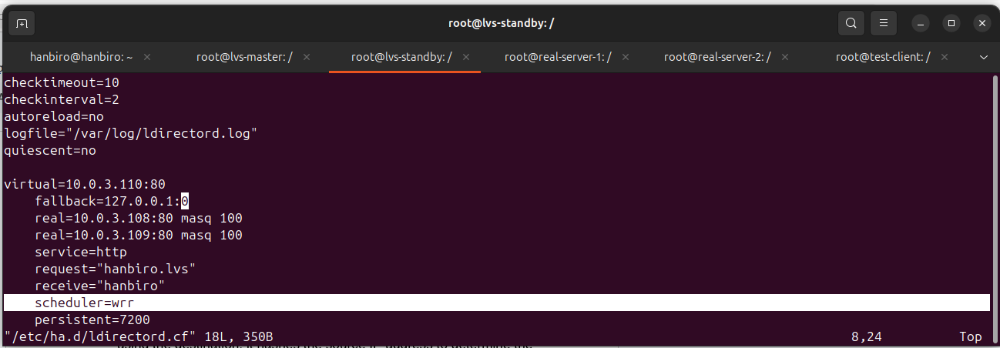 root@lvs-standby: /
hanbiro@hanbiro: ~ × root@lvs-master: / × root@lvs-standby: / × root@real-server-1: / × root@real-server-2: / × root@test-client: / ×
checktimeout=10
checkinterval=2
autoreload=no
logfile="/var/log/ldirectord.log"
quiescent=no
virtual=10.0.3.110:80
fallback=127.0.0.1:0
real=10.0.3.108:80 masq 100
real=10.0.3.109:80 masq 100
service=http
request="hanbiro.lvs"
receive="hanbiro"
scheduler=wrr
persistent=7200
"/etc/ha.d/ldirectord.cf" 18L, 350B 8,24 Top